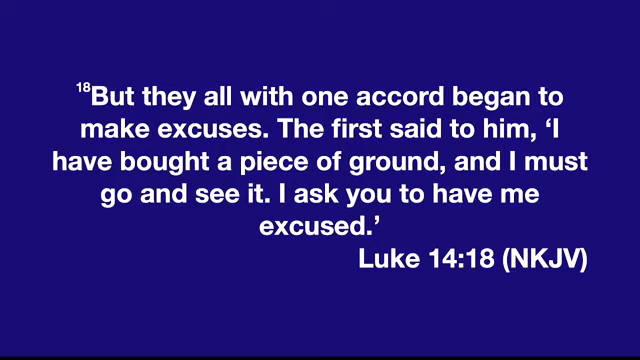 18But they all with one accord began to
make excuses. The first said to him, ‘I
have bought a piece of ground, and I must
go and see it. I ask you to have me
excused.’
Luke 14:18 (NKJV)